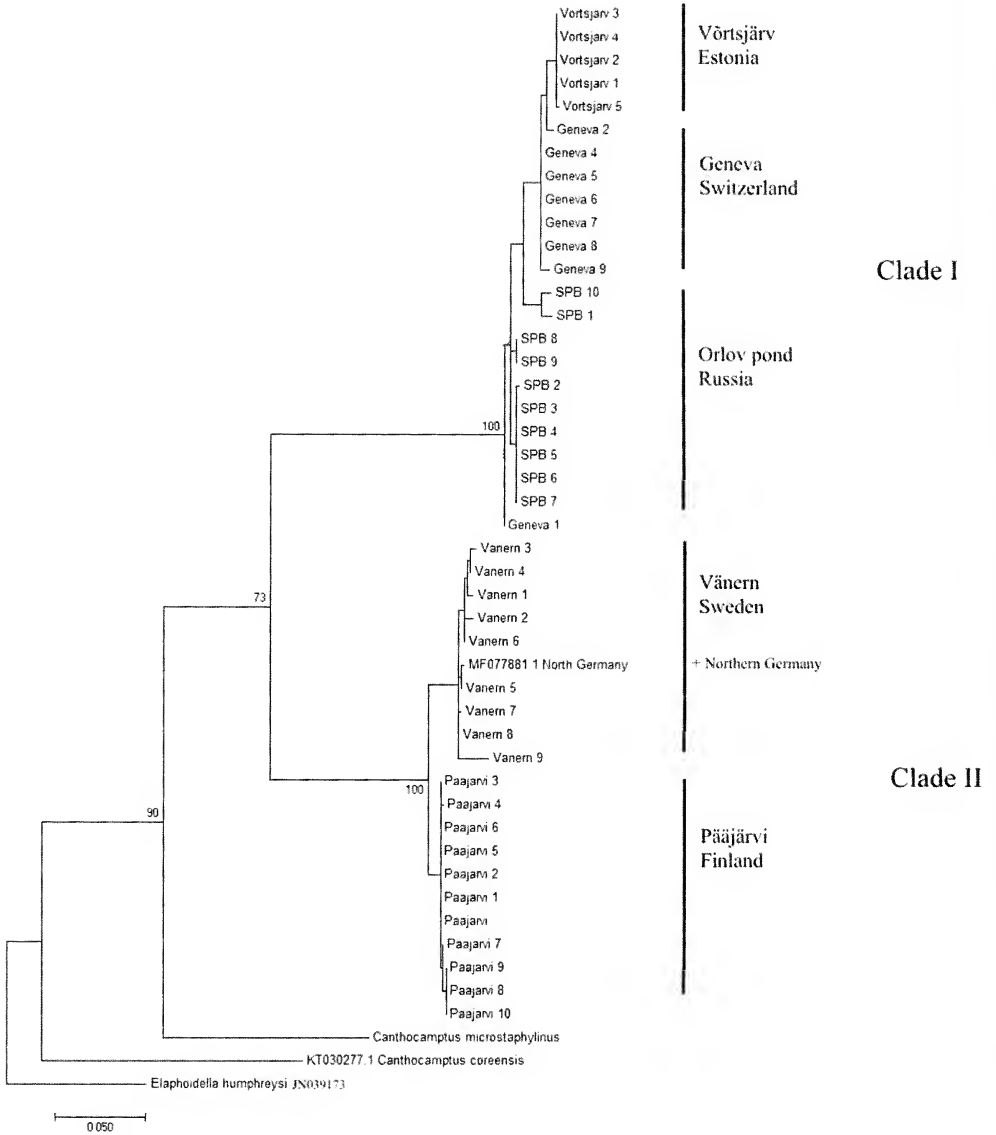 Vortsjarv 3
Vortsjarv 4
Vortsjarv 2
Vortsjarv 1
Vortsjarv 5
Geneva 2
Geneva 4
Geneva 5
Geneva 6
Geneva 7
Geneva 8
Geneva 9
SPB 10
SPB 1
SPB 8
SPB 9
SPB 2
SPB 3
SPB 4
SPB 5
SPB 6
SPB 7
Geneva 1
Vanern 3
Vanern 4
Vanern 1
Vanern 2
Vanern 6
MF077881 1 North Germany
Vanern 5
Vanern 7
Vanern 8
Vanern 9
Paajarvi 3
Paajarvi 4
Paajarvi 6
Paajarvi 5
Paajarvi 2
Paajarvi 1
Paajarvi
Paajarvi 7
Paajarvi 9
Paajarvi 8
Paajarvi 10
Canthocamptus microstaphylinus
KT030277.1 Canthocamptus coreensis
Elaphoidella humphreysi JN039173
100
73
100
90
0.050
Võrtsjärv
Estonia
Geneva
Switzerland
Orlov pond
Russia
Vänern
Sweden
+ Northern Germany
Pääjärvi
Finland
Clade I
Clade II